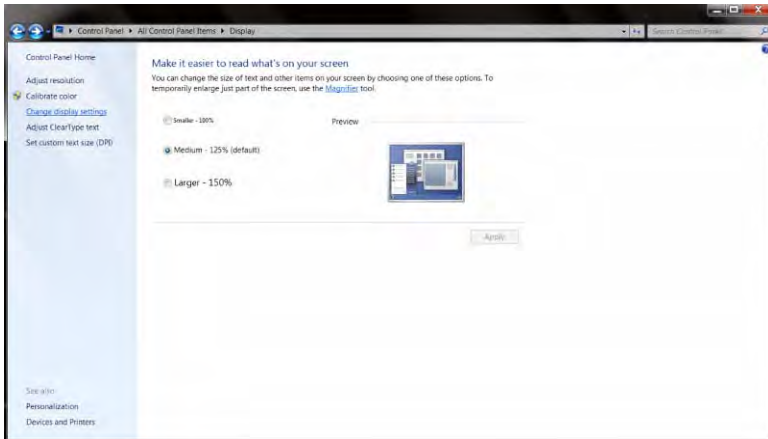 Control Panel ▸ All Control Panel Items ▸ Display
Search Control Panel
Control Panel Home
Adjust resolution
Calibrate color
Change display settings
Adjust ClearType text
Set custom text size (DPI)
Make it easier to read what's on your screen
You can change the size of text and other items on your screen by choosing one of these options. To
temporarily enlarge just part of the screen, use the Magnifier tool.
Smaller - 100%
Preview
Medium - 125% (default)
Larger - 150%
Apply
See also
Personalization
Devices and Printers